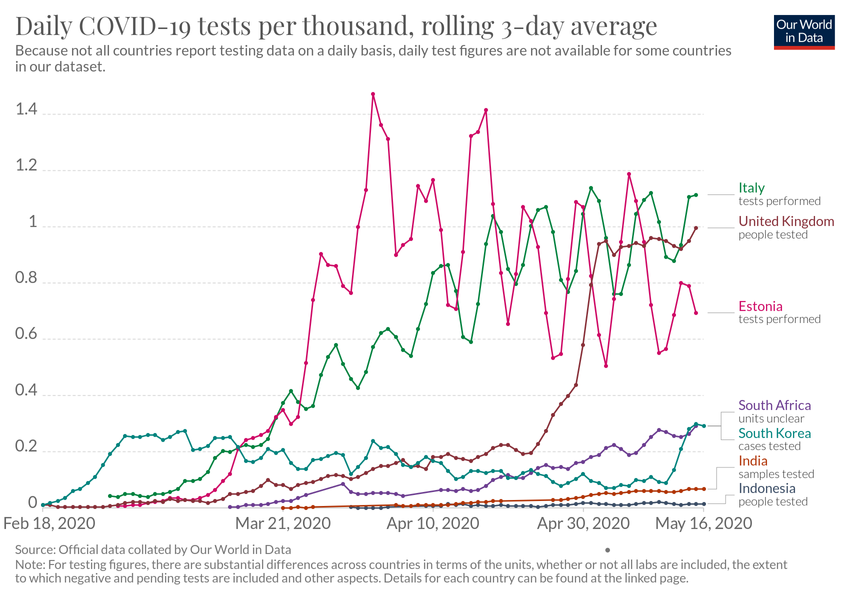 Daily COVID-19 tests per thousand, rolling 3-day average
Our World
in Data
Because not all countries report testing data on a daily basis, daily test figures are not available for some countries
in our dataset.
1.4
1.2
1
0.8
0.6
0.4
0.2
0
Italy
tests performed
United Kingdom
people tested
Estonia
tests performed
South Africa
units unclear
South Korea
cases tested
India
samples tested
Indonesia
people tested
Feb 18, 2020
Mar 21, 2020
Apr 10, 2020
Apr 30, 2020
May 16, 2020
Source: Official data collated by Our World in Data
Note: For testing figures, there are substantial differences across countries in terms of the units, whether or not all labs are included, the extent
to which negative and pending tests are included and other aspects. Details for each country can be found at the linked page.